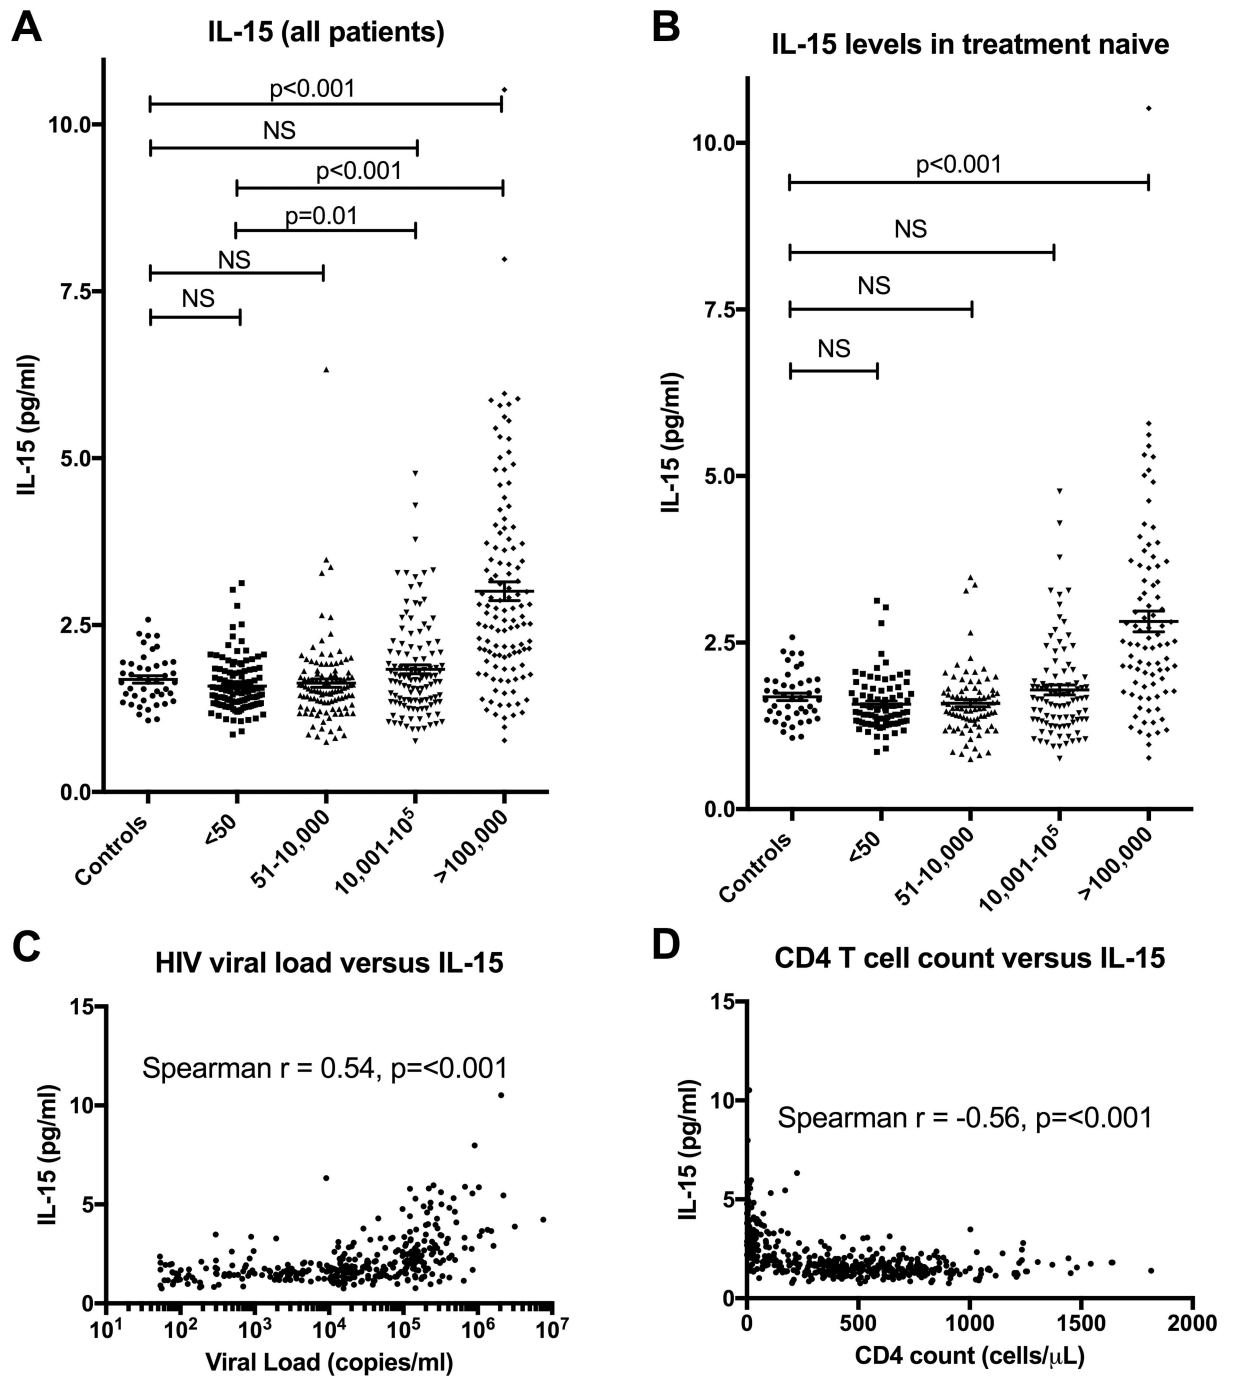 A
IL-15 (all patients)
p<0.001
NS
p<0.001
p=0.01
NS
NS
10.0
7.5
5.0
2.5
0.0
IL-15 (pg/ml)
Controls
<50
51-10,000
10,001-10⁵
>100,000
B
IL-15 levels in treatment naive
p<0.001
NS
NS
NS
10.0
7.5
5.0
2.5
0.0
IL-15 (pg/ml)
Controls
<50
51-10,000
10,001-10⁵
>100,000
C
HIV viral load versus IL-15
Spearman r = 0.54, p=<0.001
15
10
5
0
IL-15 (pg/ml)
10¹ 10² 10³ 10⁴ 10⁵ 10⁶ 10⁷
Viral Load (copies/ml)
D
CD4 T cell count versus IL-15
Spearman r = -0.56, p=<0.001
15
10
5
0
IL-15 (pg/ml)
0 500 1000 1500 2000
CD4 count (cells/μL)